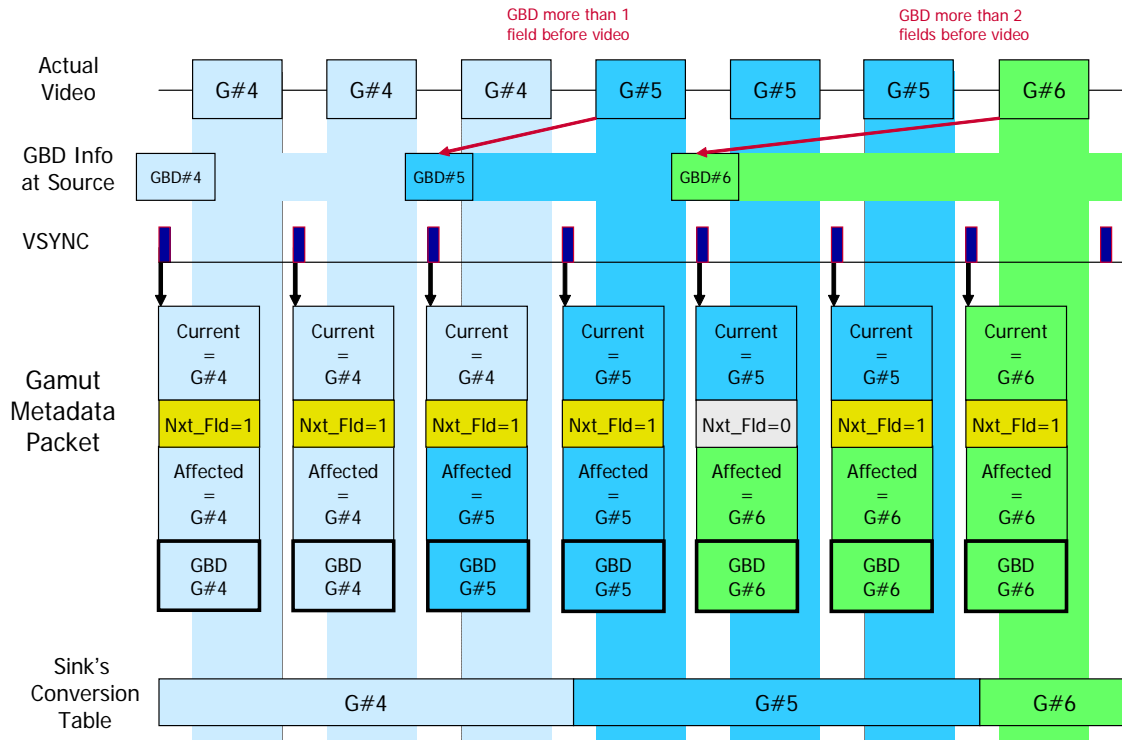 GBD more than 1
field before video
GBD more than 2
fields before video
Actual
Video
G#4
G#4
G#4
G#5
G#5
G#5
G#6
GBD Info
at Source
GBD#4
GBD#5
GBD#6
VSYNC
Gamut
Metadata
Packet
Current
=
G#4
Nxt_Fld=1
Affected
=
G#4
GBD
G#4
Current
=
G#4
Nxt_Fld=1
Affected
=
G#4
GBD
G#4
Current
=
G#4
Nxt_Fld=1
Affected
=
G#5
GBD
G#5
Current
=
G#5
Nxt_Fld=1
Affected
=
G#5
GBD
G#5
Current
=
G#5
Nxt_Fld=0
Affected
=
G#6
GBD
G#6
Current
=
G#5
Nxt_Fld=1
Affected
=
G#6
GBD
G#6
Current
=
G#6
Nxt_Fld=1
Affected
=
G#6
GBD
G#6
Sink's
Conversion
Table
G#4
G#5
G#6